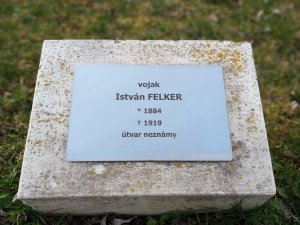 vojak
István FELKER
* 1884
† 1919
útvar neznámy